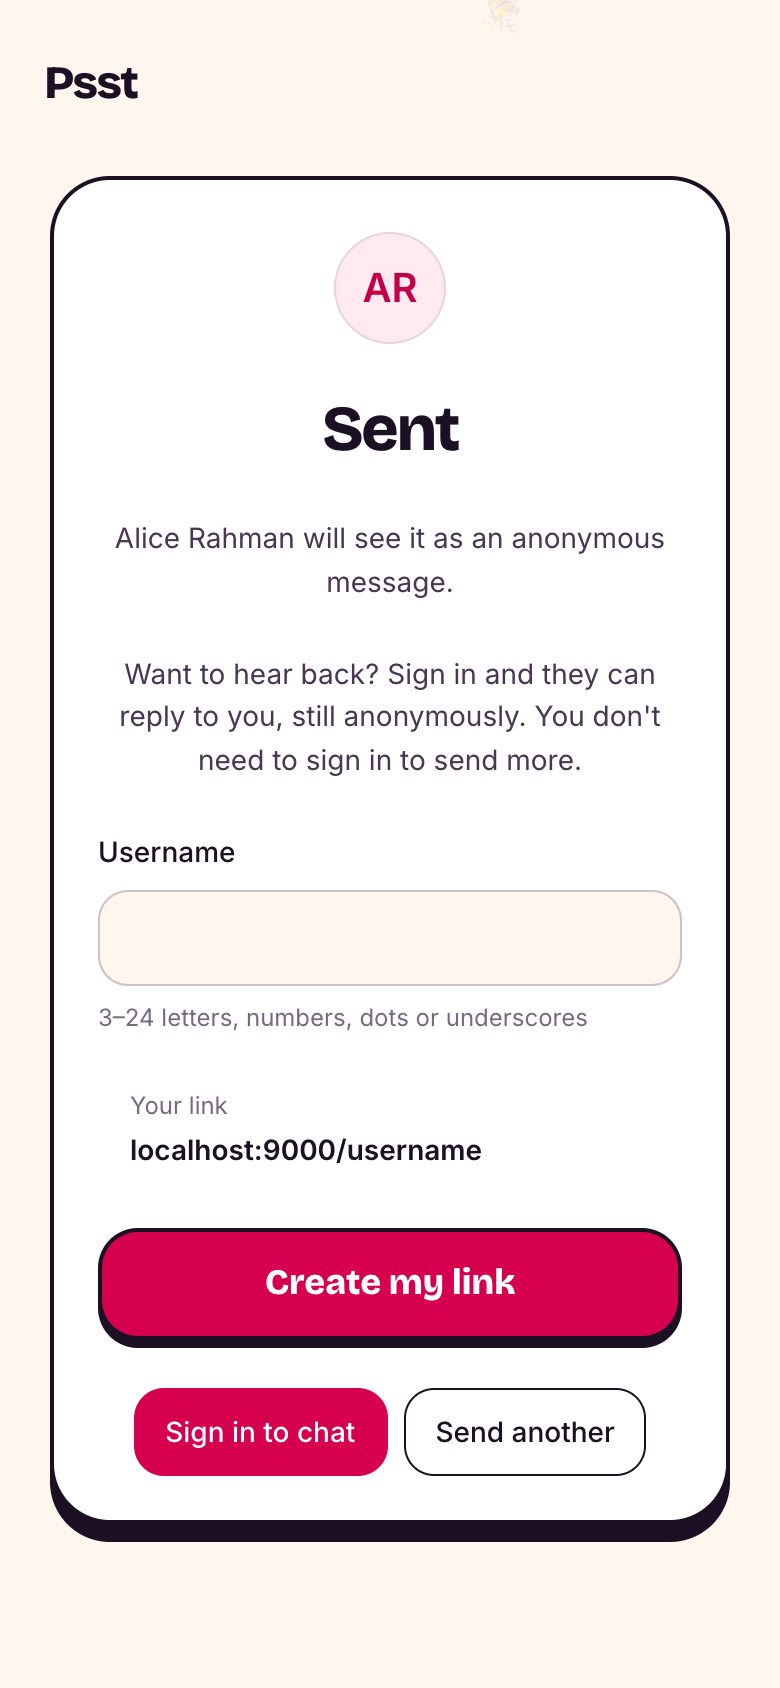 Psst
AR
Sent
Alice Rahman will see it as an anonymous
message.
Want to hear back? Sign in and they can
reply to you, still anonymously. You don't
need to sign in to send more.
Username
3–24 letters, numbers, dots or underscores
Your link
localhost:9000/username
Create my link
Sign in to chat
Send another